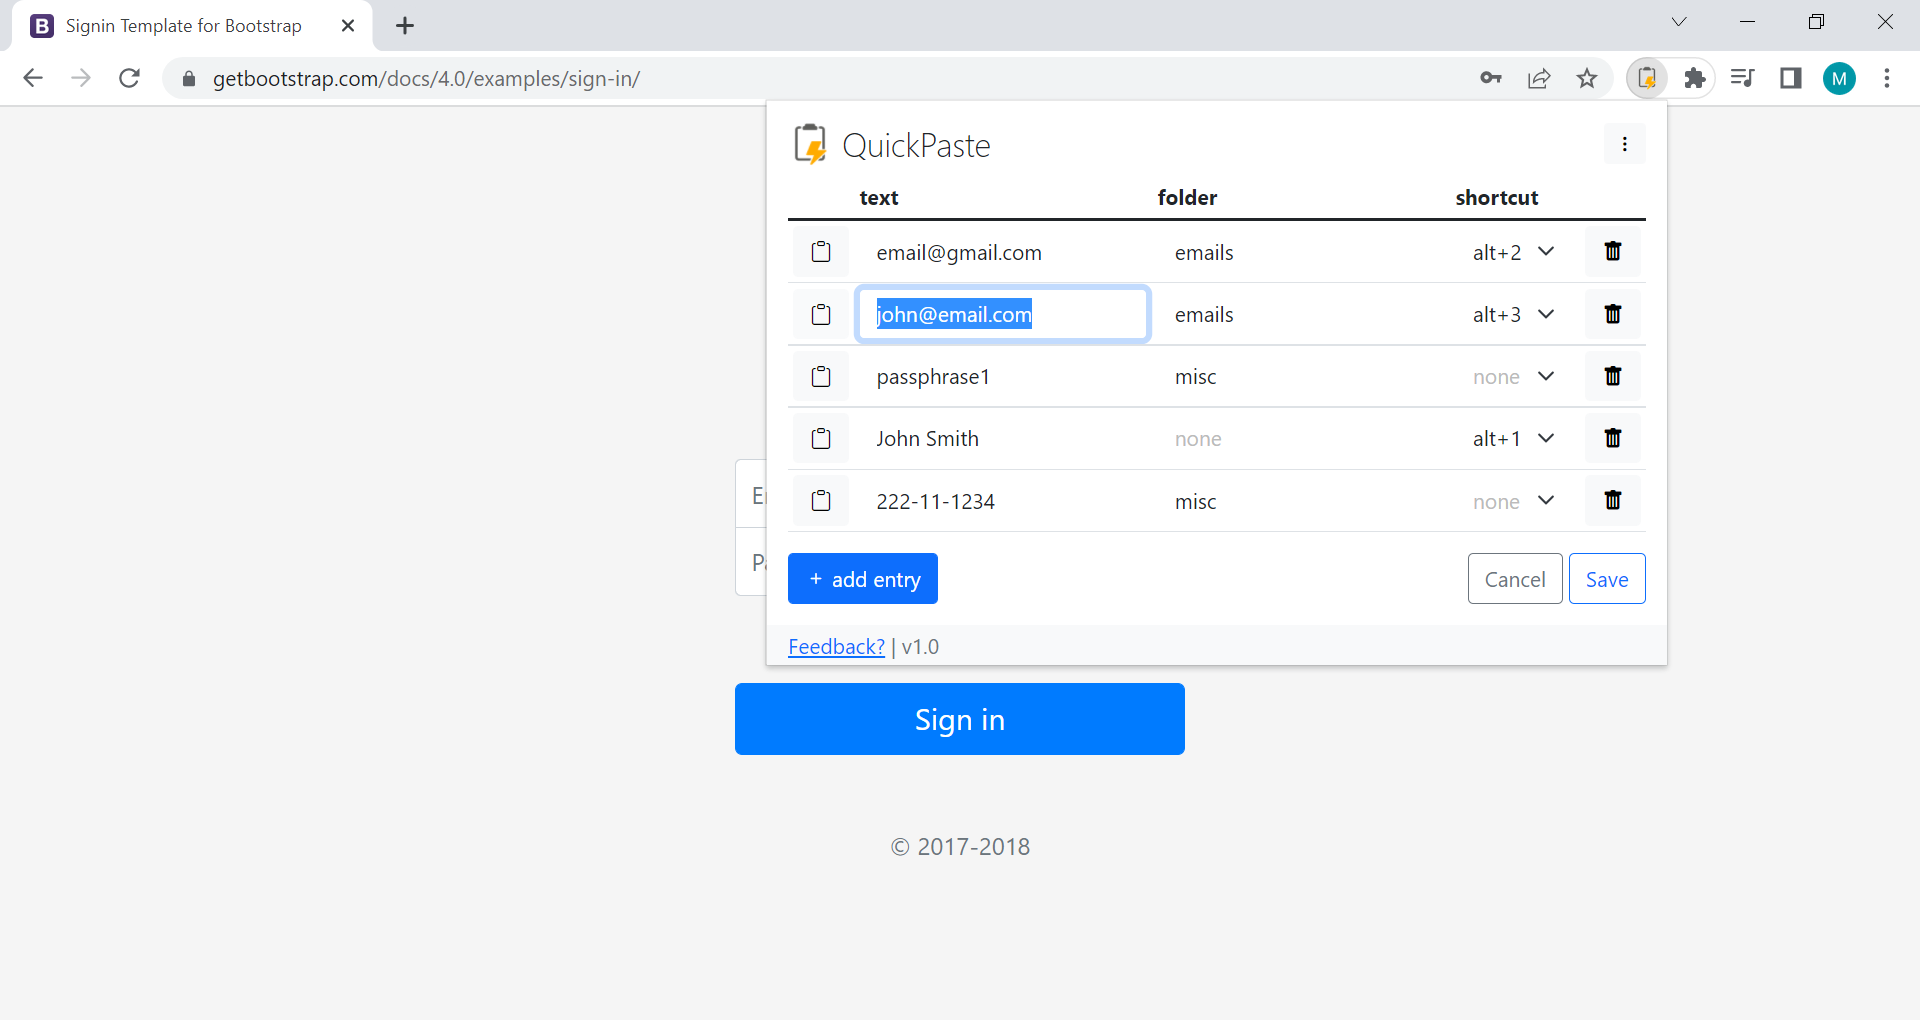 Signin Template for Bootstrap
getbootstrap.com/docs/4.0/examples/sign-in/
M
QuickPaste
text folder shortcut
email@gmail.com emails alt+2
john@email.com emails alt+3
passphrase1 misc none
John Smith none alt+1
222-11-1234 misc none
+ add entry Cancel Save
Feedback? | v1.0
Sign in
© 2017-2018